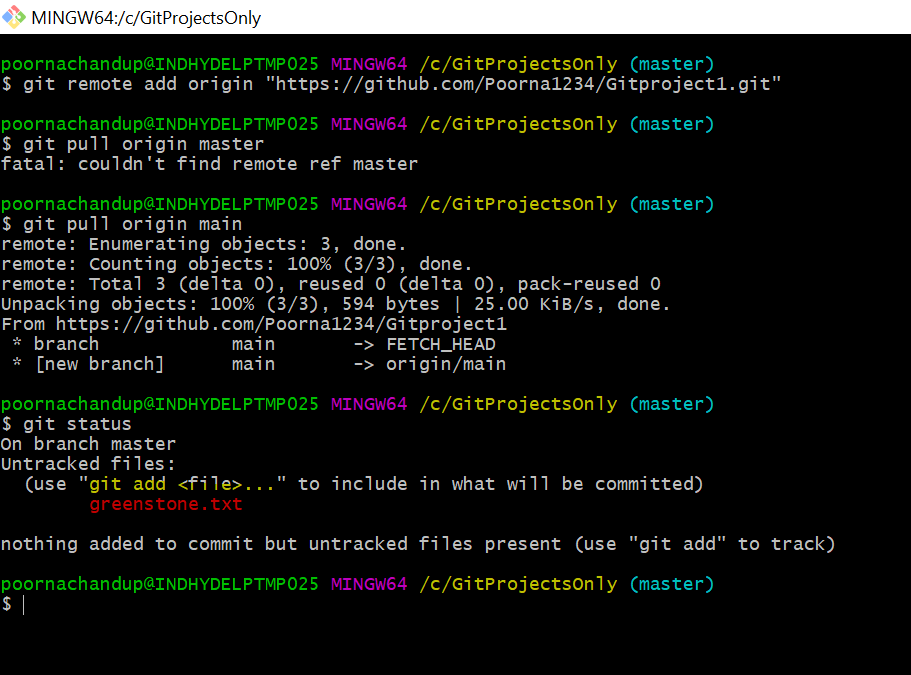 MINGW64:/c/GitProjectsOnly
poornachandup@INDHYDELPTMP025 MINGW64 /c/GitProjectsOnly (master)
$ git remote add origin "https://github.com/Poorna1234/Gitproject1.git"
poornachandup@INDHYDELPTMP025 MINGW64 /c/GitProjectsOnly (master)
$ git pull origin master
fatal: couldn't find remote ref master
poornachandup@INDHYDELPTMP025 MINGW64 /c/GitProjectsOnly (master)
$ git pull origin main
remote: Enumerating objects: 3, done.
remote: Counting objects: 100% (3/3), done.
remote: Total 3 (delta 0), reused 0 (delta 0), pack-reused 0
Unpacking objects: 100% (3/3), 594 bytes | 25.00 KiB/s, done.
From https://github.com/Poorna1234/Gitproject1
 * branch            main       -> FETCH_HEAD
 * [new branch]      main       -> origin/main
poornachandup@INDHYDELPTMP025 MINGW64 /c/GitProjectsOnly (master)
$ git status
On branch master
Untracked files:
  (use "git add <file>..." to include in what will be committed)
        greenstone.txt
nothing added to commit but untracked files present (use "git add" to track)
poornachandup@INDHYDELPTMP025 MINGW64 /c/GitProjectsOnly (master)
$